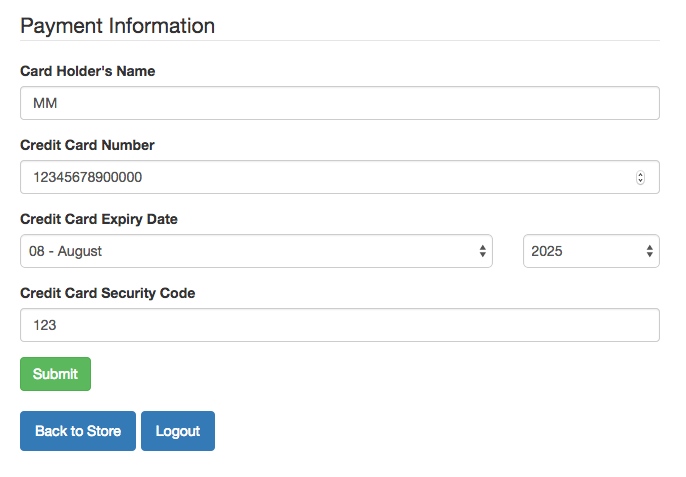 Payment Information
Card Holder's Name
MM
Credit Card Number
12345678900000
Credit Card Expiry Date
08 - August 2025
Credit Card Security Code
123
Submit
Back to Store Logout